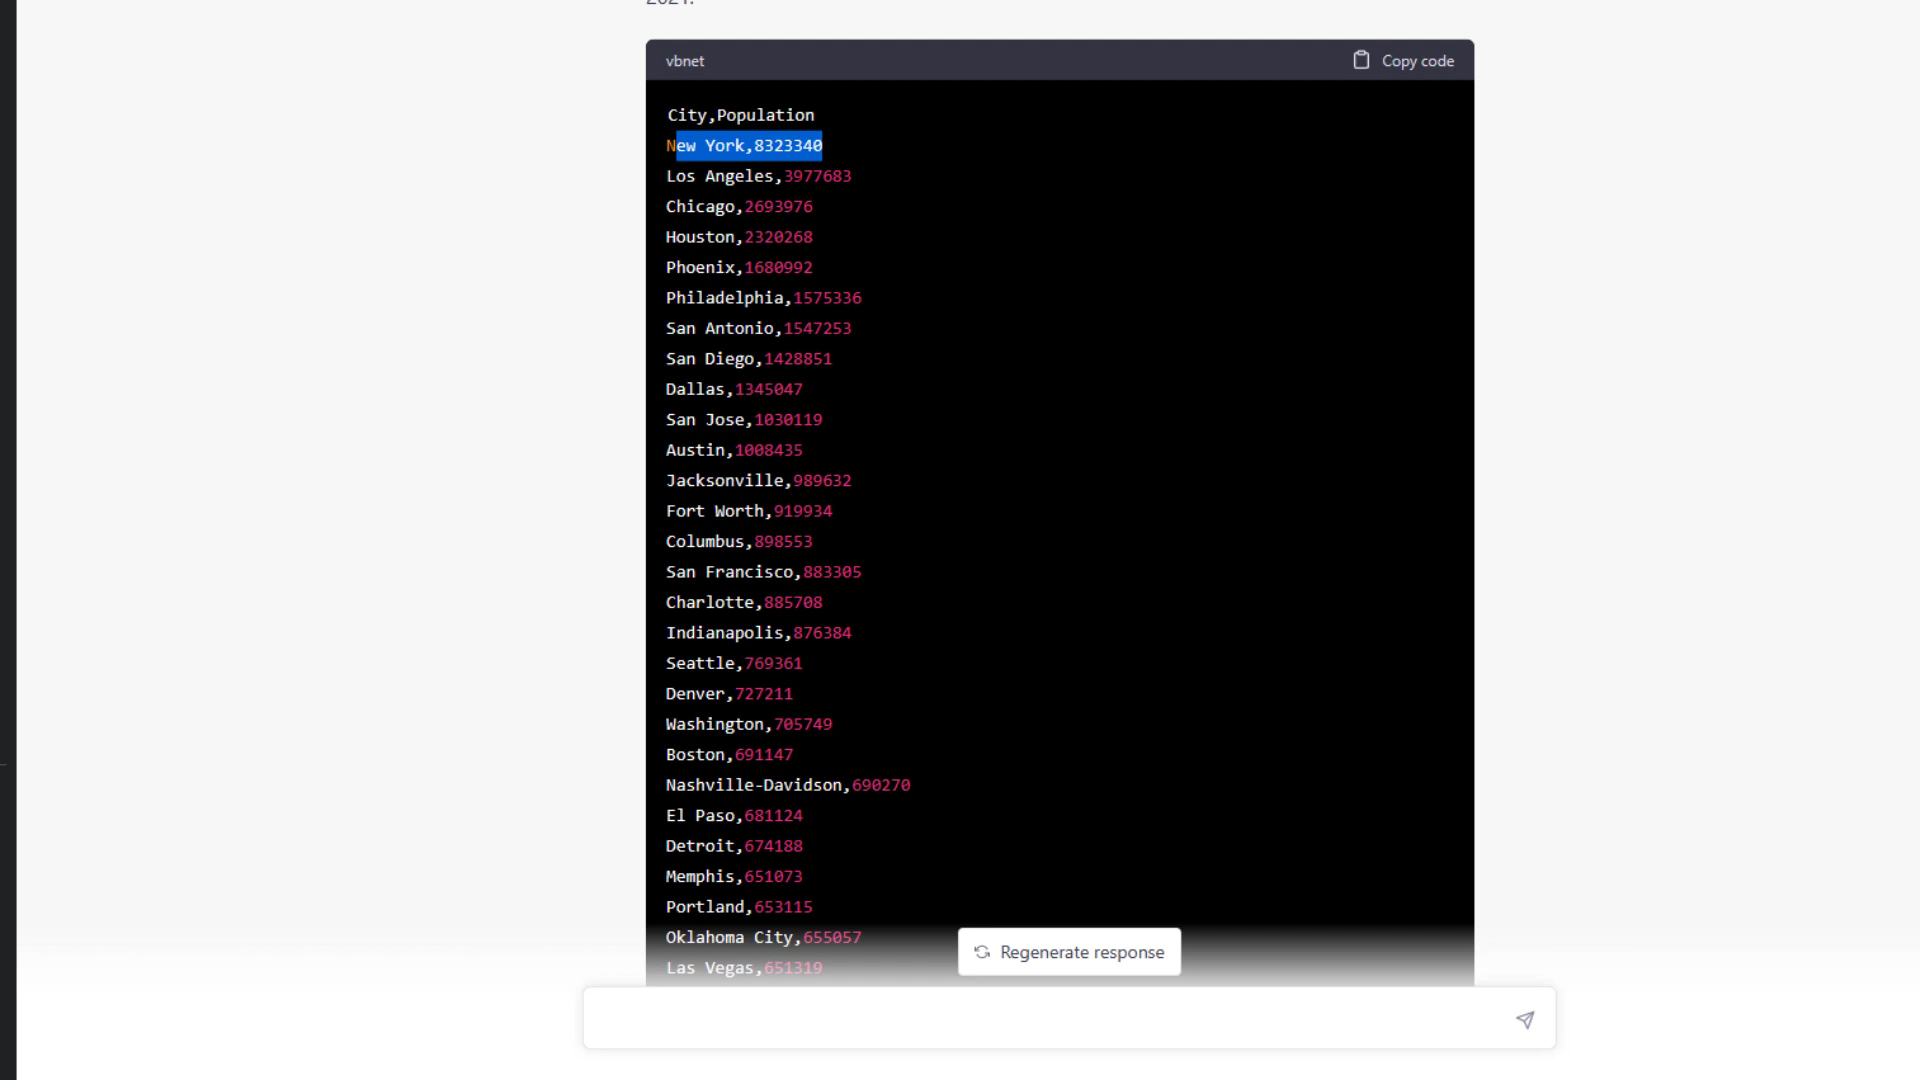 2021.
vbnet
Copy code
City,Population
New York,8323340
Los Angeles,3977683
Chicago,2693976
Houston,2320268
Phoenix,1680992
Philadelphia,1575336
San Antonio,1547253
San Diego,1428851
Dallas,1345047
San Jose,1030119
Austin,1008435
Jacksonville,989632
Fort Worth,919934
Columbus,898553
San Francisco,883305
Charlotte,885708
Indianapolis,876384
Seattle,769361
Denver,727211
Washington,705749
Boston,691147
Nashville-Davidson,690270
El Paso,681124
Detroit,674188
Memphis,651073
Portland,653115
Oklahoma City,655057
Las Vegas,651319
Regenerate response